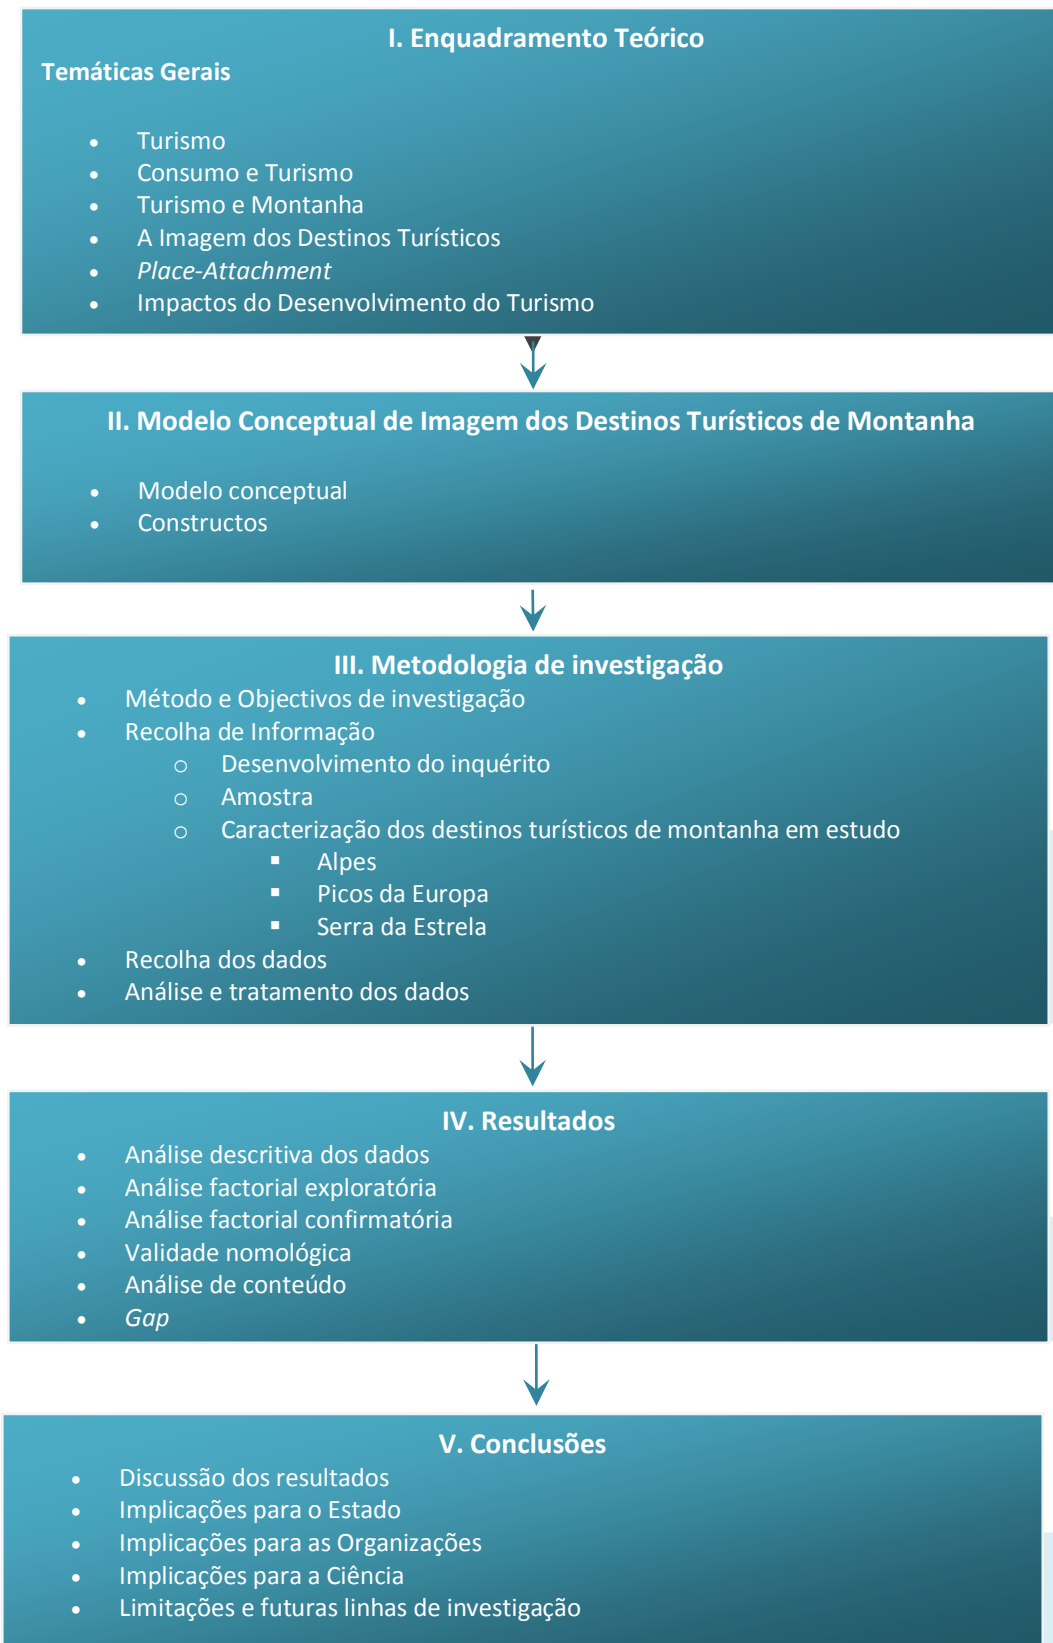 I. Enquadramento Teórico
Temáticas Gerais
• Turismo
• Consumo e Turismo
• Turismo e Montanha
• A Imagem dos Destinos Turísticos
• Place-Attachment
• Impactos do Desenvolvimento do Turismo
II. Modelo Conceptual de Imagem dos Destinos Turísticos de Montanha
• Modelo conceptual
• Constructos
III. Metodologia de investigação
• Método e Objectivos de investigação
• Recolha de Informação
o Desenvolvimento do inquérito
o Amostra
o Caracterização dos destinos turísticos de montanha em estudo
▪ Alpes
▪ Picos da Europa
▪ Serra da Estrela
• Recolha dos dados
• Análise e tratamento dos dados
IV. Resultados
• Análise descritiva dos dados
• Análise factorial exploratória
• Análise factorial confirmatória
• Validade nomológica
• Análise de conteúdo
• Gap
V. Conclusões
• Discussão dos resultados
• Implicações para o Estado
• Implicações para as Organizações
• Implicações para a Ciência
• Limitações e futuras linhas de investigação